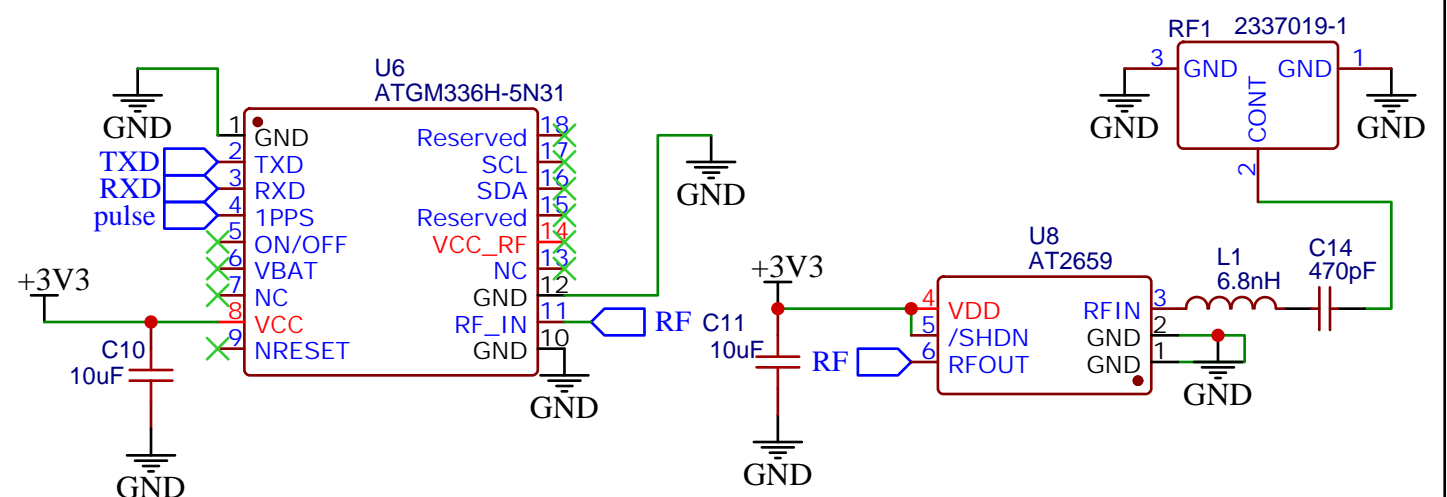 U6
ATGM336H-5N31
GND
1
GND
TXD
2
TXD
RXD
3
RXD
pulse
4
1PPS
5
ON/OFF
6
VBAT
7
NC
+3V3
8
VCC
9
NRESET
C10
10uF
GND
Reserved
18
SCL
17
SDA
16
Reserved
15
VCC_RF
14
NC
13
GND
12
RF_IN
11
RF
GND
10
GND
GND
RF1
2337019-1
3
GND
GND
1
CONT
2
GND
GND
U8
AT2659
+3V3
C11
10uF
GND
4
VDD
5
/SHDN
RF
6
RFOUT
RFIN
3
GND
2
GND
1
GND
L1
6.8nH
C14
470pF